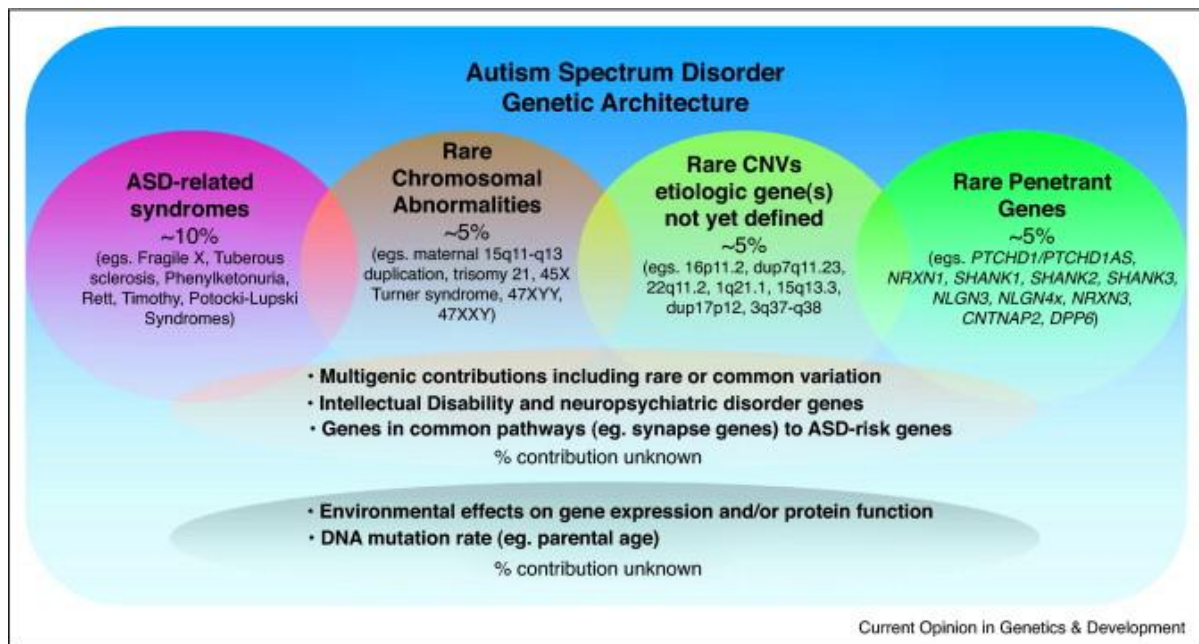 Autism Spectrum Disorder
Genetic Architecture
ASD-related
syndromes
~10%
(egs. Fragile X, Tuberous
sclerosis, Phenylketonuria,
Rett, Timothy, Potocki-Lupski
Syndromes)
Rare
Chromosomal
Abnormalities
~5%
(egs. maternal 15q11-q13
duplication, trisomy 21, 45X
Turner syndrome, 47XYY,
47XXY)
Rare CNVs
etiologic gene(s)
not yet defined
~5%
(egs. 16p11.2, dup7q11.23,
22q11.2, 1q21.1, 15q13.3,
dup17p12, 3q37-q38
Rare Penetrant
Genes
~5%
(egs. PTCHD1/PTCHD1AS,
NRXN1, SHANK1, SHANK2, SHANK3,
NLGN3, NLGN4x, NRXN3,
CNTNAP2, DPP6)
• Multigenic contributions including rare or common variation
• Intellectual Disability and neuropsychiatric disorder genes
• Genes in common pathways (eg. synapse genes) to ASD-risk genes
% contribution unknown
• Environmental effects on gene expression and/or protein function
• DNA mutation rate (eg. parental age)
% contribution unknown
Current Opinion in Genetics & Development